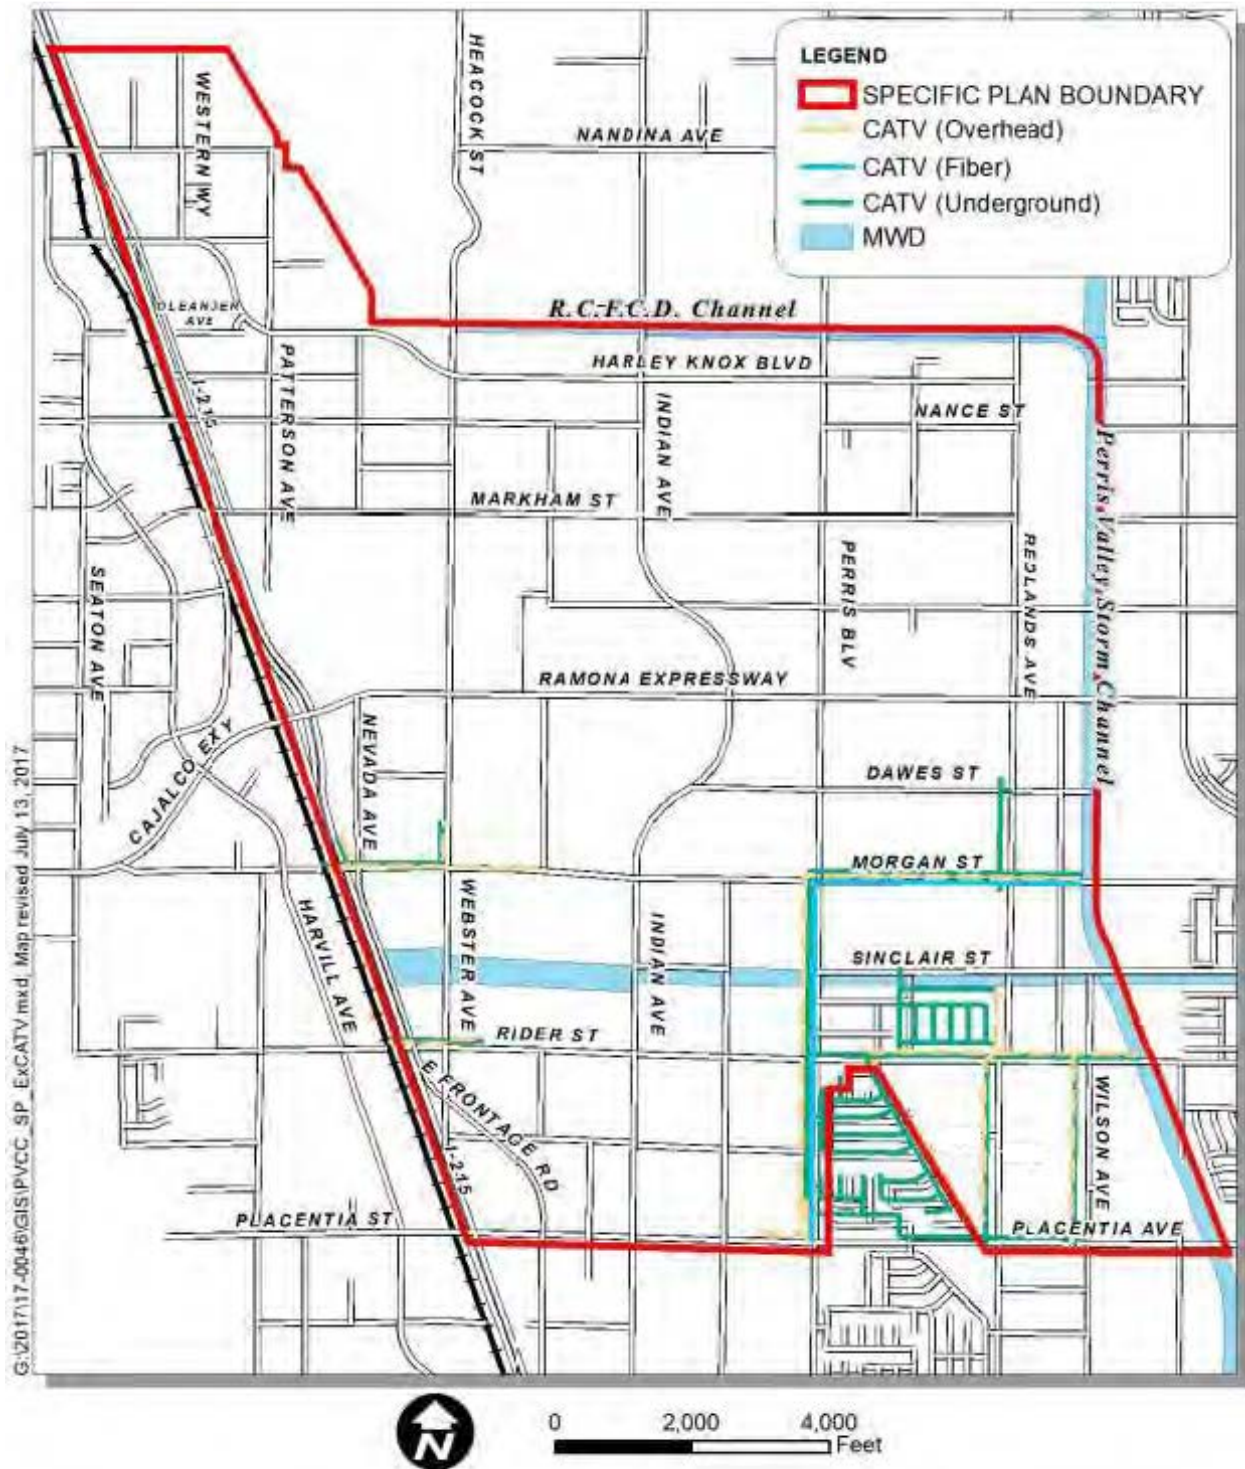 LEGEND
SPECIFIC PLAN BOUNDARY
CATV (Overhead)
CATV (Fiber)
CATV (Underground)
MWD
HEACOCK ST
WESTERN WY
NANDINA AVE
R.C.F.C.D. Channel
OLEANDER
AVE
HARLEY KNOX BLVD
PATTERSON AVE
I-215
INDIAN AVE
NANCE ST
Perris Valley Storm Channel
MARKHAM ST
SEATON AVE
PERRIS BLV
REDLANDS AVE
RAMONA EXPRESSWAY
CAJALCO EXY
NEVADA AVE
DAWES ST
MORGAN ST
HARVILL AVE
WEBSTER AVE
INDIAN AVE
SINCLAIR ST
RIDER ST
E FRONTAGE RD
WILSON AVE
I-215
PLACENTIA ST
PLACENTIA AVE
G:\2017\17-0046\GIS\PVCC_SP_ExCATV.mxd, Map revised July 13, 2017
N
0 2,000 4,000
Feet